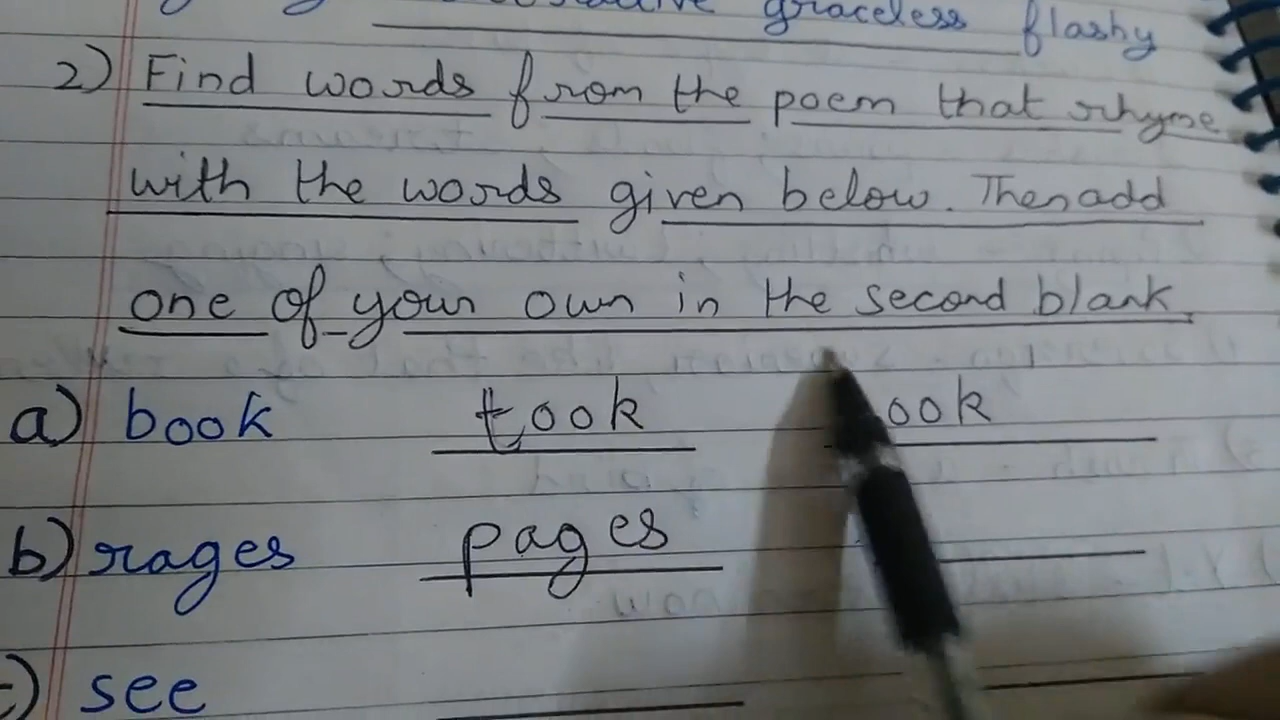 graceless flashy
2) Find words from the poem that rhyme
with the words given below. Then add
one of your own in the second blank.
a) book took ook
b) rages pages
see